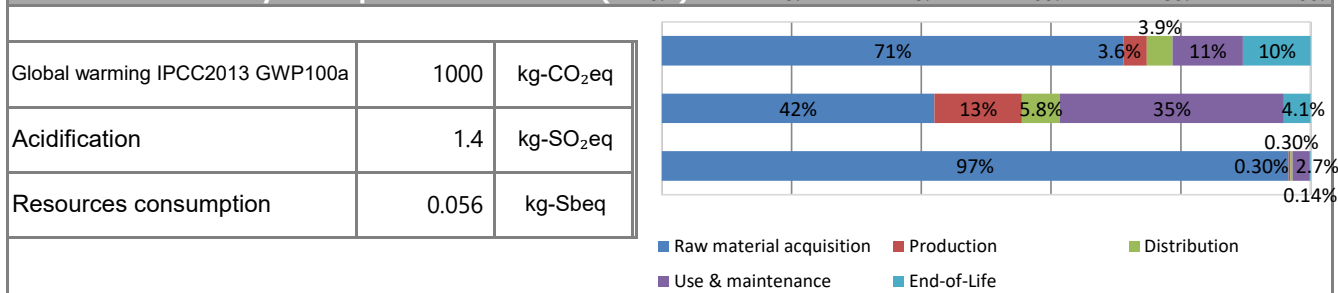 Global warming IPCC2013 GWP100a 1000 kg-CO₂eq
Acidification 1.4 kg-SO₂eq
Resources consumption 0.056 kg-Sbeq
3.9%
71% 3.6% 11% 10%
42% 13% 5.8% 35% 4.1%
0.30%
97% 0.30% 2.7%
0.14%
Raw material acquisition Production Distribution
Use & maintenance End-of-Life